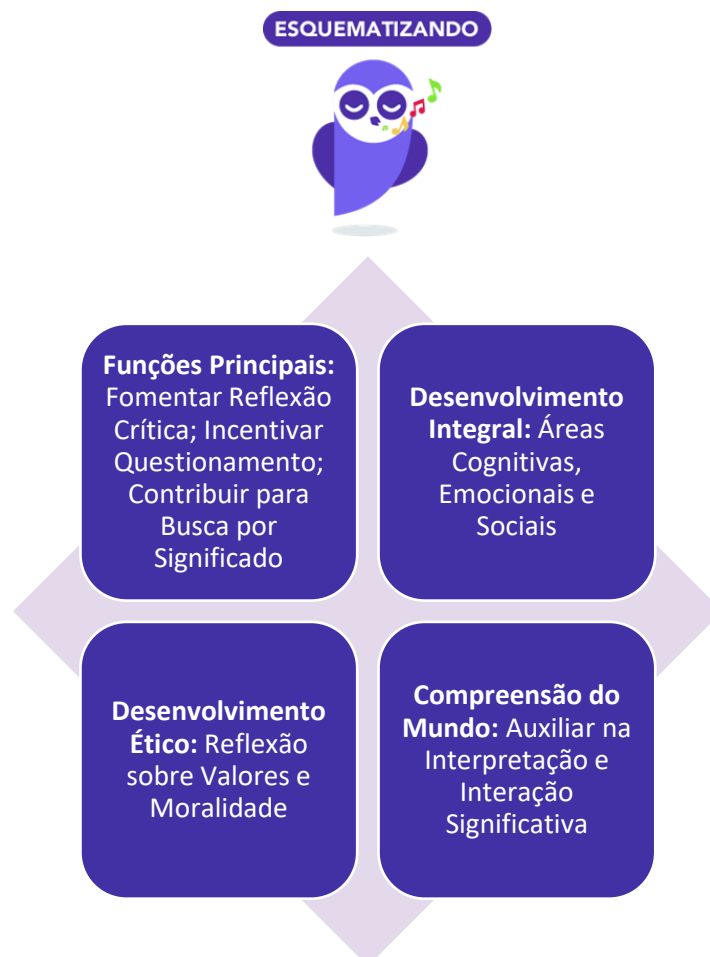 ESQUEMATIZANDO
Funções Principais:
Fomentar Reflexão
Crítica; Incentivar
Questionamento;
Contribuir para
Busca por
Significado
Desenvolvimento
Integral: Áreas
Cognitivas,
Emocionais e
Sociais
Desenvolvimento
Ético: Reflexão
sobre Valores e
Moralidade
Compreensão do
Mundo: Auxiliar na
Interpretação e
Interação
Significativa